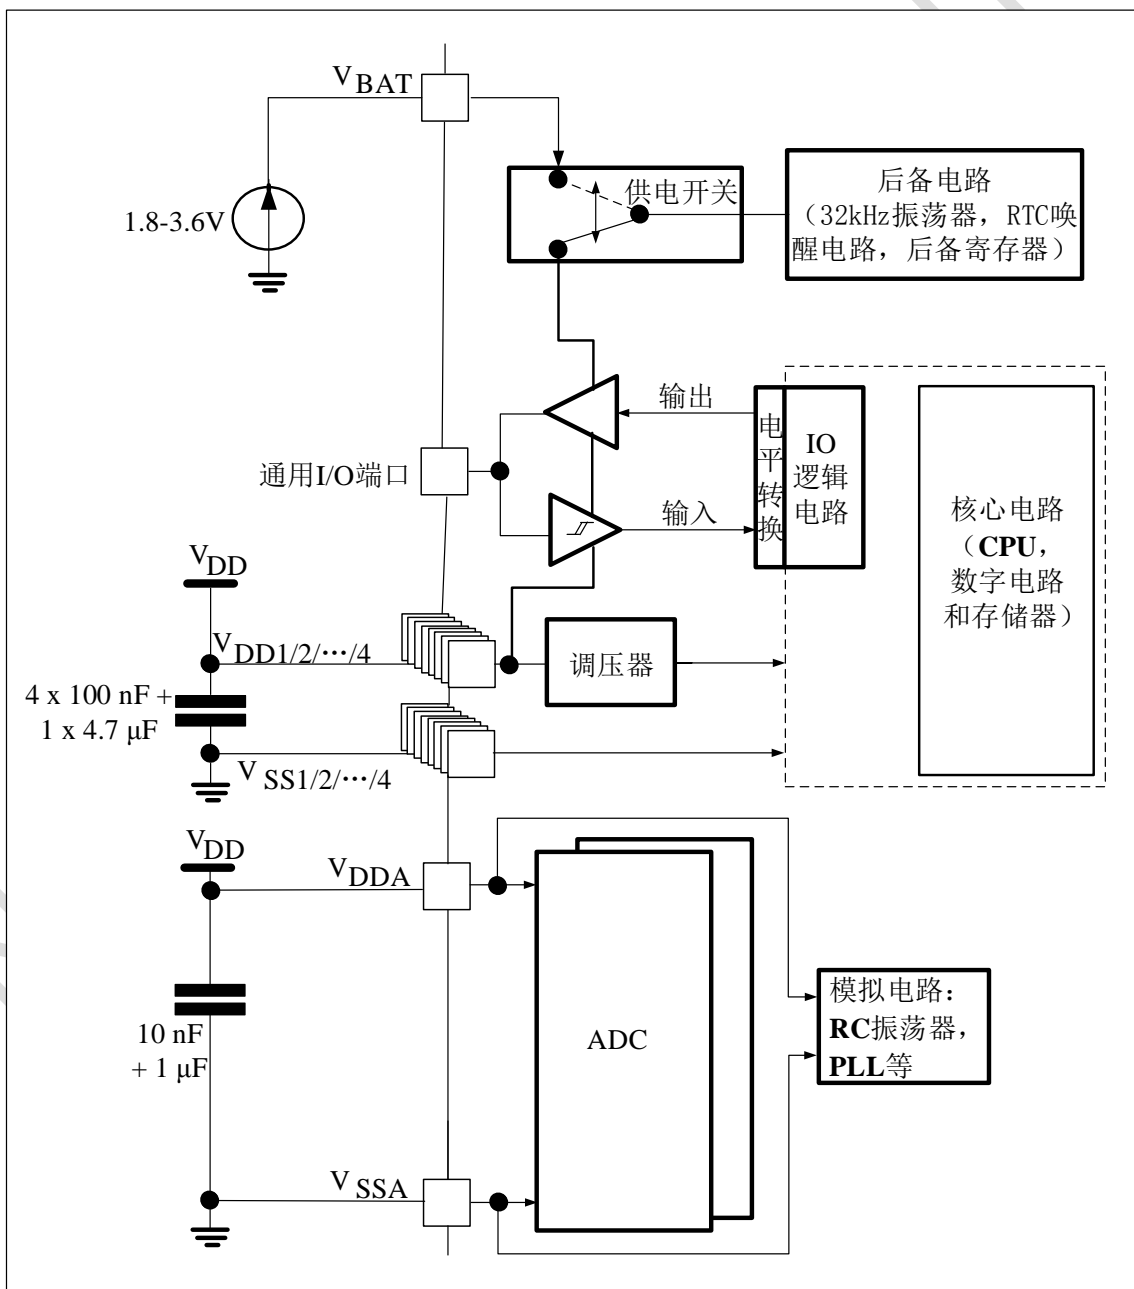 VBAT
1.8-3.6V
供电开关
后备电路
（32kHz振荡器，RTC唤
醒电路，后备寄存器）
输出
通用I/O端口
输入
电
平
转
换
IO
逻辑
电路
核心电路
（CPU，
数字电路
和存储器）
VDD
VDD1/2/…/4
4 x 100 nF +
1 x 4.7 μF
调压器
VSS1/2/…/4
VDD
VDDA
10 nF
+ 1 μF
ADC
模拟电路：
RC振荡器，
PLL等
VSSA